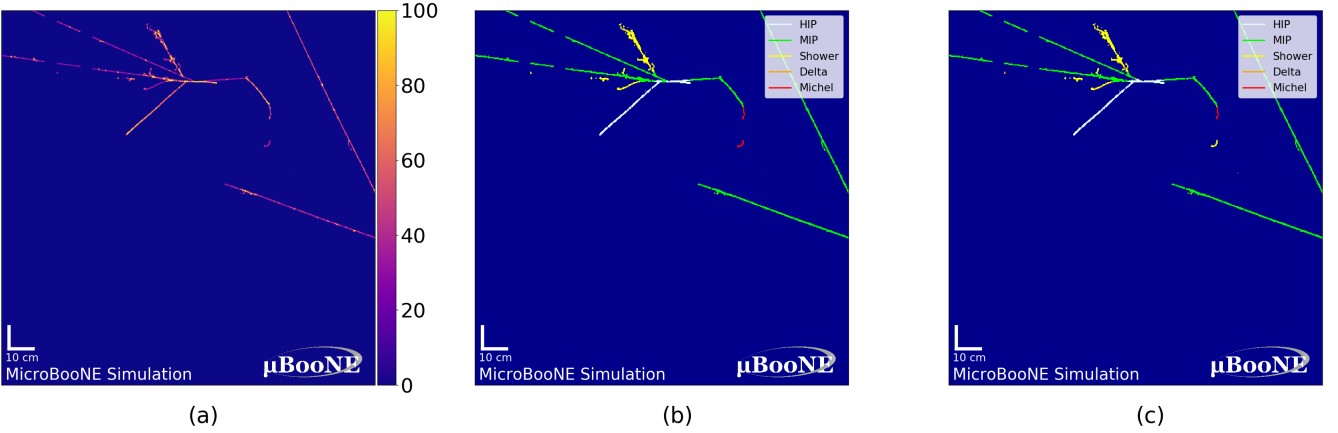 100
80
60
40
20
0
10 cm
MicroBooNE Simulation
μBooNE
(a)
HIP
MIP
Shower
Delta
Michel
10 cm
MicroBooNE Simulation
μBooNE
(b)
HIP
MIP
Shower
Delta
Michel
10 cm
MicroBooNE Simulation
μBooNE
(c)